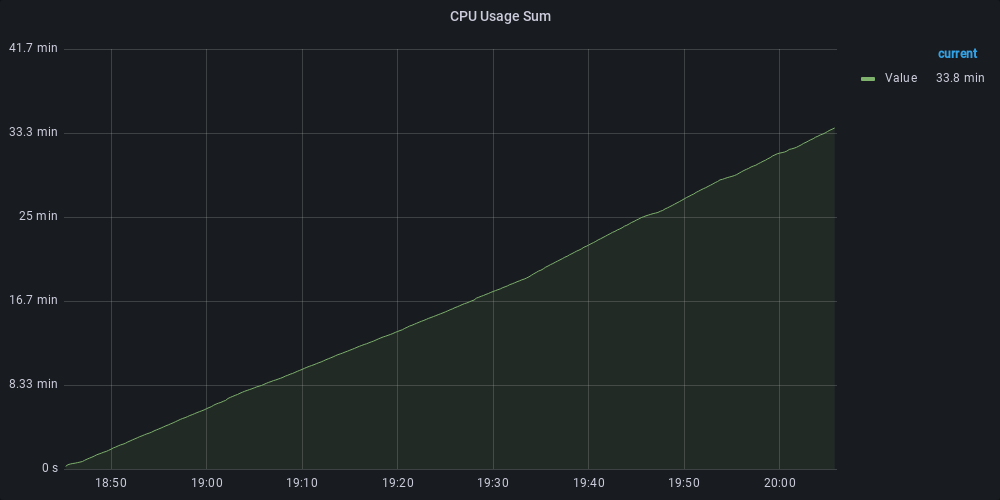 CPU Usage Sum
41.7 min
33.3 min
25 min
16.7 min
8.33 min
0 s
18:50 19:00 19:10 19:20 19:30 19:40 19:50 20:00
current
Value 33.8 min